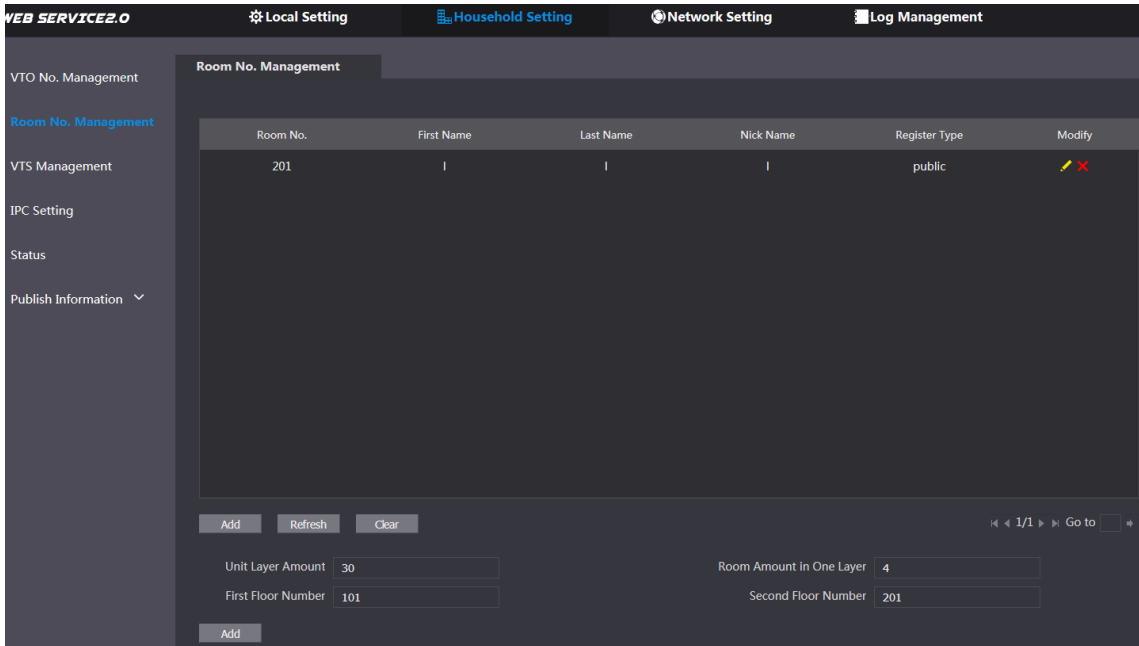 WEB SERVICE2.0 Local Setting Household Setting Network Setting Log Management
VTO No. Management
Room No. Management
VTS Management
IPC Setting
Status
Publish Information
Room No. Management
Room No. First Name Last Name Nick Name Register Type Modify
201 l l l public
Add Refresh Clear 1/1 Go to
Unit Layer Amount 30 Room Amount in One Layer 4
First Floor Number 101 Second Floor Number 201
Add